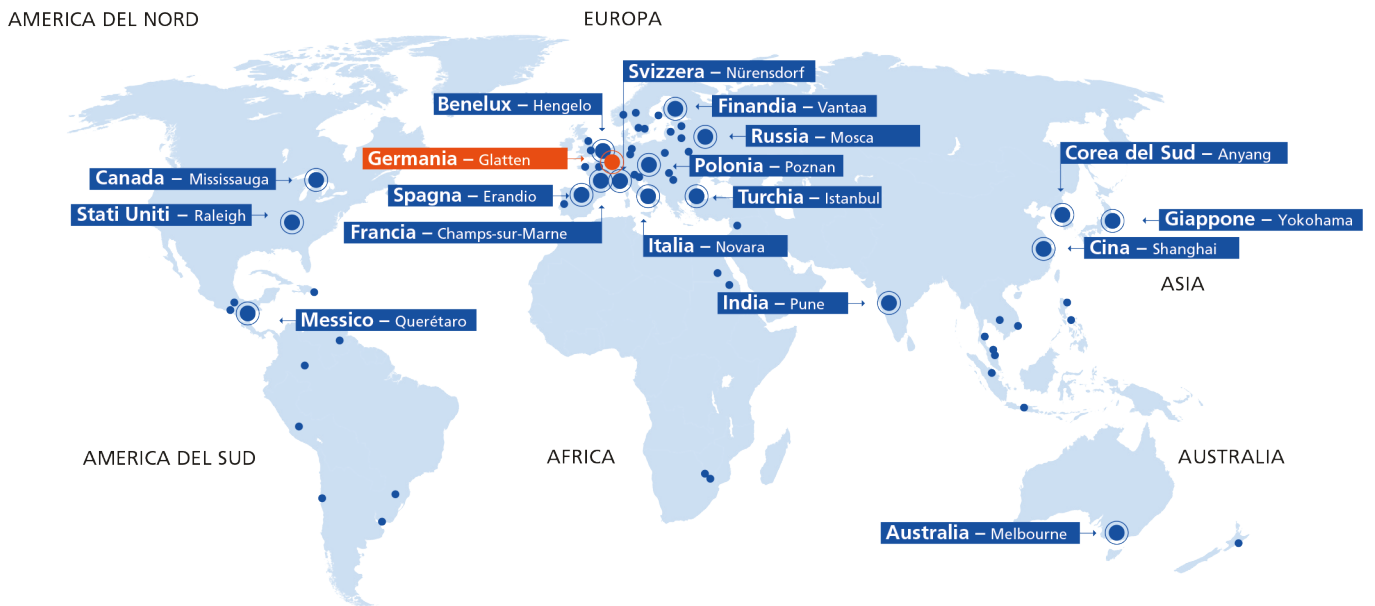 AMERICA DEL NORD
EUROPA
Svizzera – Nürensdorf
Benelux – Hengelo
Finandia – Vantaa
Russia – Mosca
Germania – Glatten
Corea del Sud – Anyang
Polonia – Poznan
Canada – Mississauga
Spagna – Erandio
Turchia – Istanbul
Stati Uniti – Raleigh
Giappone – Yokohama
Francia – Champs-sur-Marne
Italia – Novara
Cina – Shanghai
ASIA
India – Pune
Messico – Querétaro
AMERICA DEL SUD
AFRICA
AUSTRALIA
Australia – Melbourne